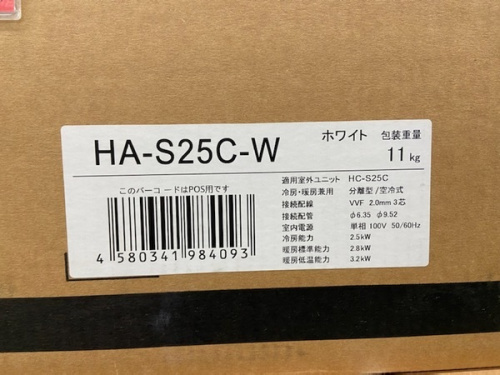 HA-S25C-W
ホワイト 包装重量
11kg
このバーコードはPOS用です
4 580341 984093
適用室外ユニット HC-S25C
冷房・暖房兼用 分離型/空冷式
接続配線 VVF 2.0mm 3芯
接続配管 φ6.35 φ9.52
室内電源 単相 100V 50/60Hz
冷房能力 2.5kW
暖房標準能力 2.8kW
暖房低温能力 3.2kW